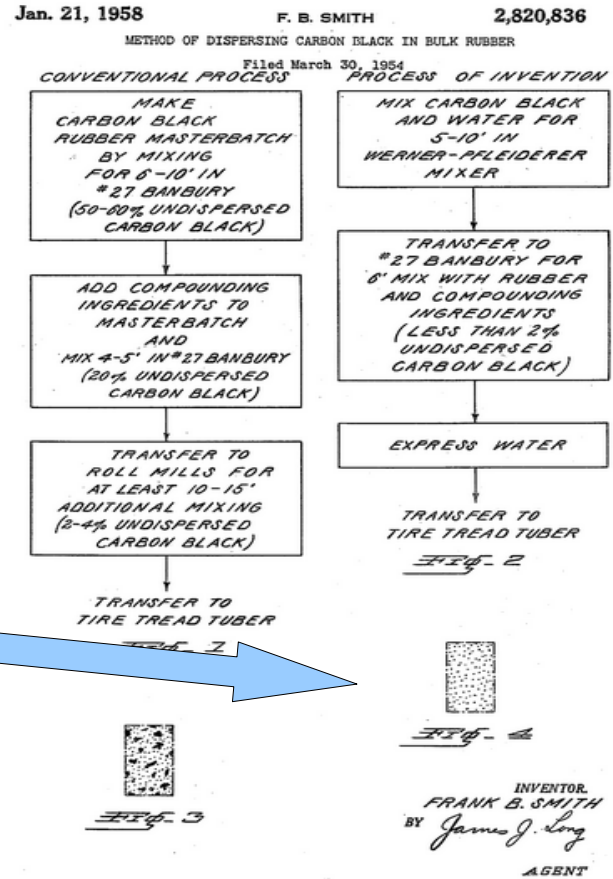 Jan. 21, 1958 F. B. SMITH 2,820,836
METHOD OF DISPERSING CARBON BLACK IN BULK RUBBER
Filed March 30, 1954
CONVENTIONAL PROCESS
MAKE
CARBON BLACK
RUBBER MASTERBATCH
BY MIXING
FOR 6-10' IN
#27 BANBURY
(50-60% UNDISPERSED
CARBON BLACK)
ADD COMPOUNDING
INGREDIENTS TO
MASTERBATCH
AND
MIX 4-5' IN #27 BANBURY
(20% UNDISPERSED
CARBON BLACK)
TRANSFER TO
ROLL MILLS FOR
AT LEAST 10-15'
ADDITIONAL MIXING
(2-4% UNDISPERSED
CARBON BLACK)
TRANSFER TO
TIRE TREAD TUBER
FIG. 1
PROCESS OF INVENTION
MIX CARBON BLACK
AND WATER FOR
5-10' IN
WERNER-PFLEIDERER
MIXER
TRANSFER TO
#27 BANBURY FOR
6' MIX WITH RUBBER
AND COMPOUNDING
INGREDIENTS
(LESS THAN 2%
UNDISPERSED
CARBON BLACK)
EXPRESS WATER
TRANSFER TO
TIRE TREAD TUBER
FIG. 2
FIG. 3
FIG. 4
INVENTOR.
FRANK B. SMITH
BY James J. Long
AGENT